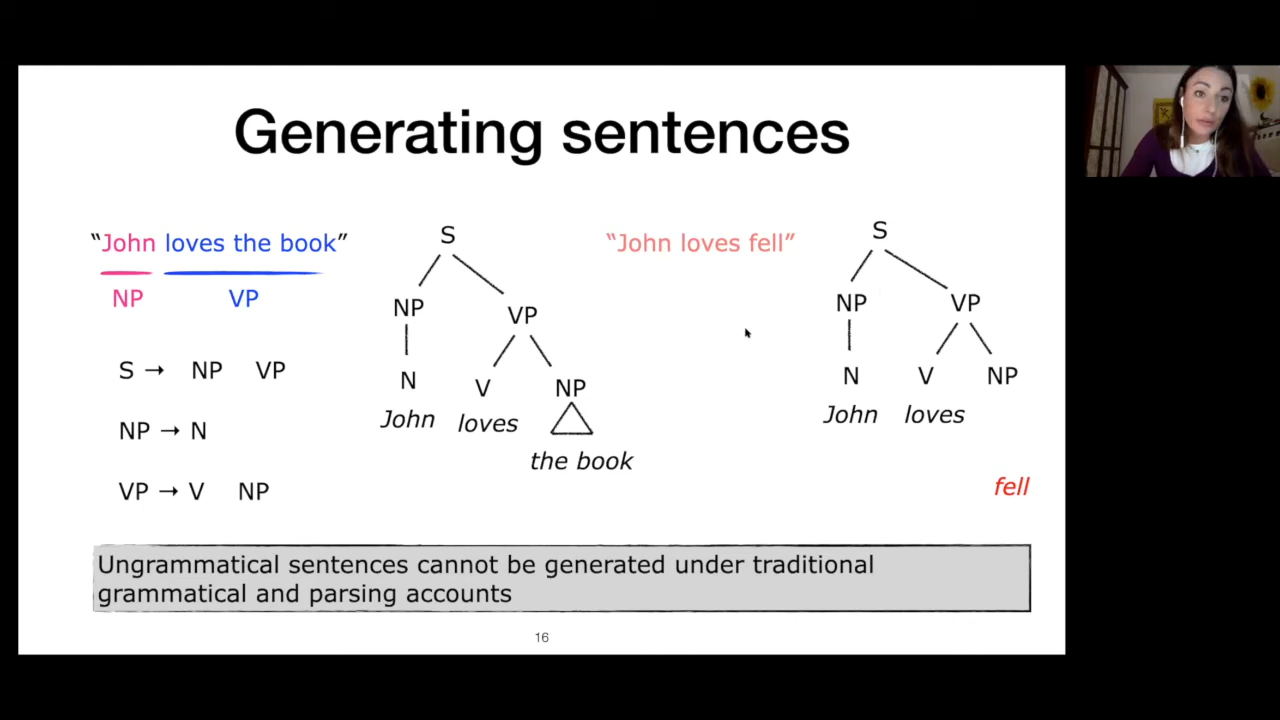 Generating sentences
“John loves the book”
NP VP
S → NP VP
NP → N
VP → V NP
S
NP VP
N V NP
John loves
the book
“John loves fell”
S
NP VP
N V NP
John loves
fell
Ungrammatical sentences cannot be generated under traditional
grammatical and parsing accounts
16